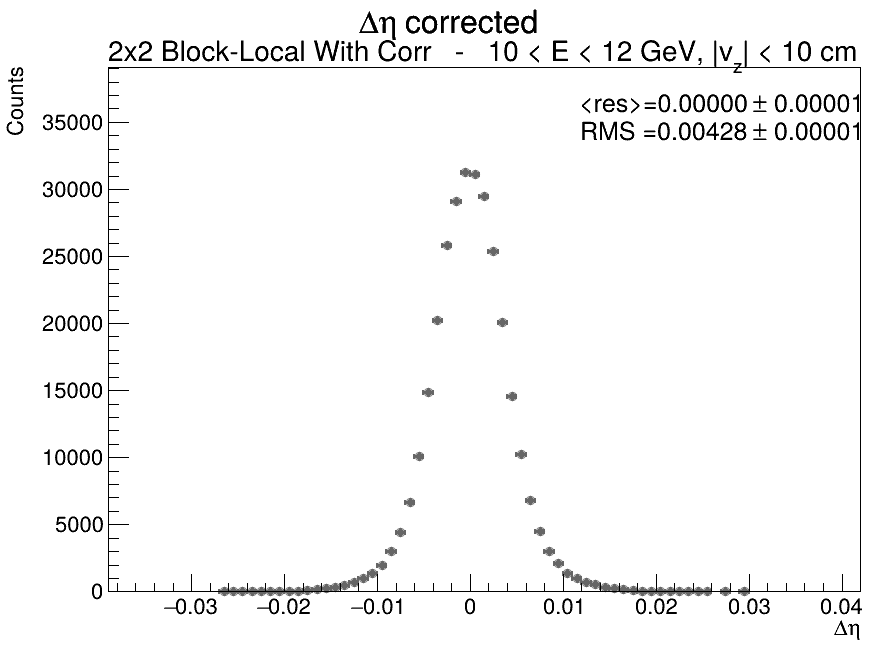 Δη corrected
2x2 Block-Local With Corr - 10 < E < 12 GeV, |v_z| < 10 cm
Counts
<res>=0.00000 ± 0.00001
RMS =0.00428 ± 0.00001
35000
30000
25000
20000
15000
10000
5000
0
−0.03 −0.02 −0.01 0 0.01 0.02 0.03 0.04
Δη